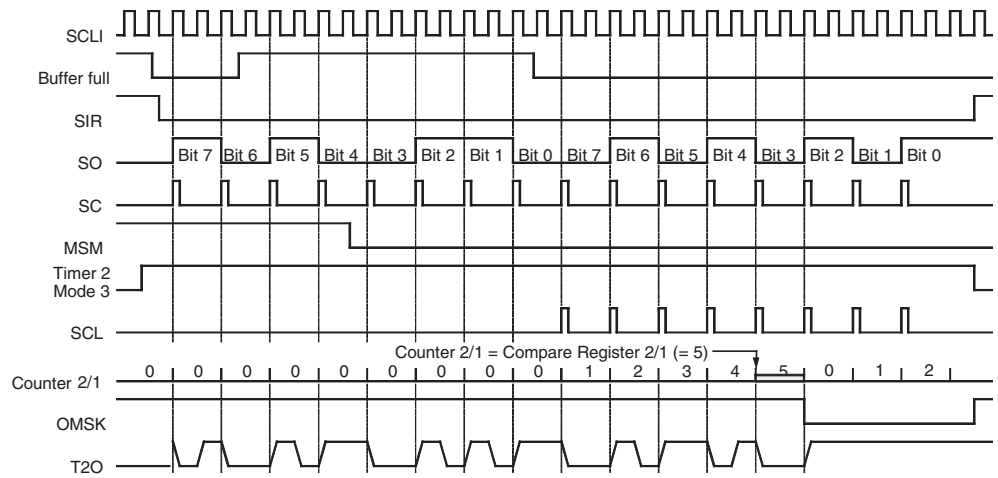 SCLI
Buffer full
SIR
SO Bit 7 Bit 6 Bit 5 Bit 4 Bit 3 Bit 2 Bit 1 Bit 0 Bit 7 Bit 6 Bit 5 Bit 4 Bit 3 Bit 2 Bit 1 Bit 0
SC
MSM
Timer 2
Mode 3
SCL
Counter 2/1 = Compare Register 2/1 (= 5)
Counter 2/1 0 0 0 0 0 0 0 0 0 1 2 3 4 5 0 1 2
OMSK
T2O